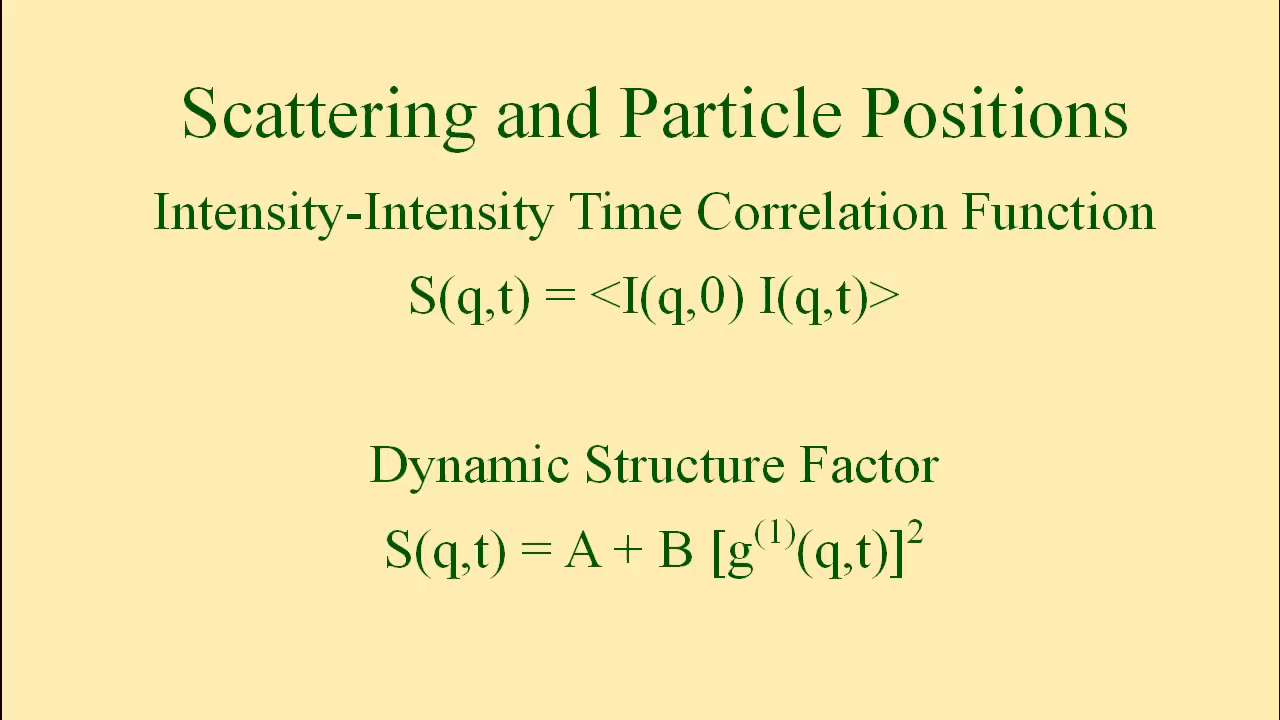 Scattering and Particle Positions
Intensity-Intensity Time Correlation Function
S(q,t) = <I(q,0) I(q,t)>
Dynamic Structure Factor
S(q,t) = A + B [g⁽¹⁾(q,t)]²